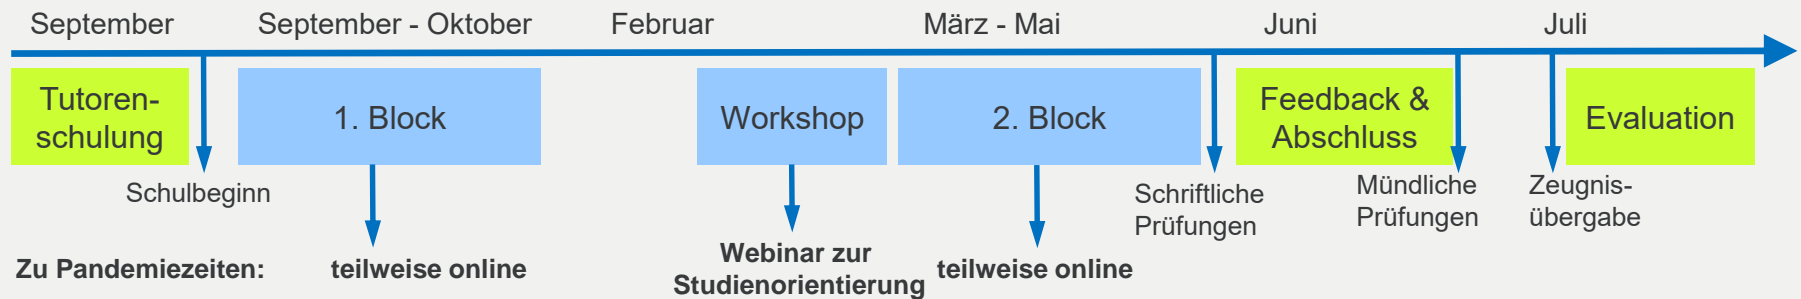 September
September - Oktober
Februar
März - Mai
Juni
Juli
Tutoren-
schulung
1. Block
Workshop
2. Block
Feedback &
Abschluss
Evaluation
Schulbeginn
Schriftliche
Prüfungen
Mündliche
Prüfungen
Zeugnis-
übergabe
Zu Pandemiezeiten:
teilweise online
Webinar zur
Studienorientierung
teilweise online